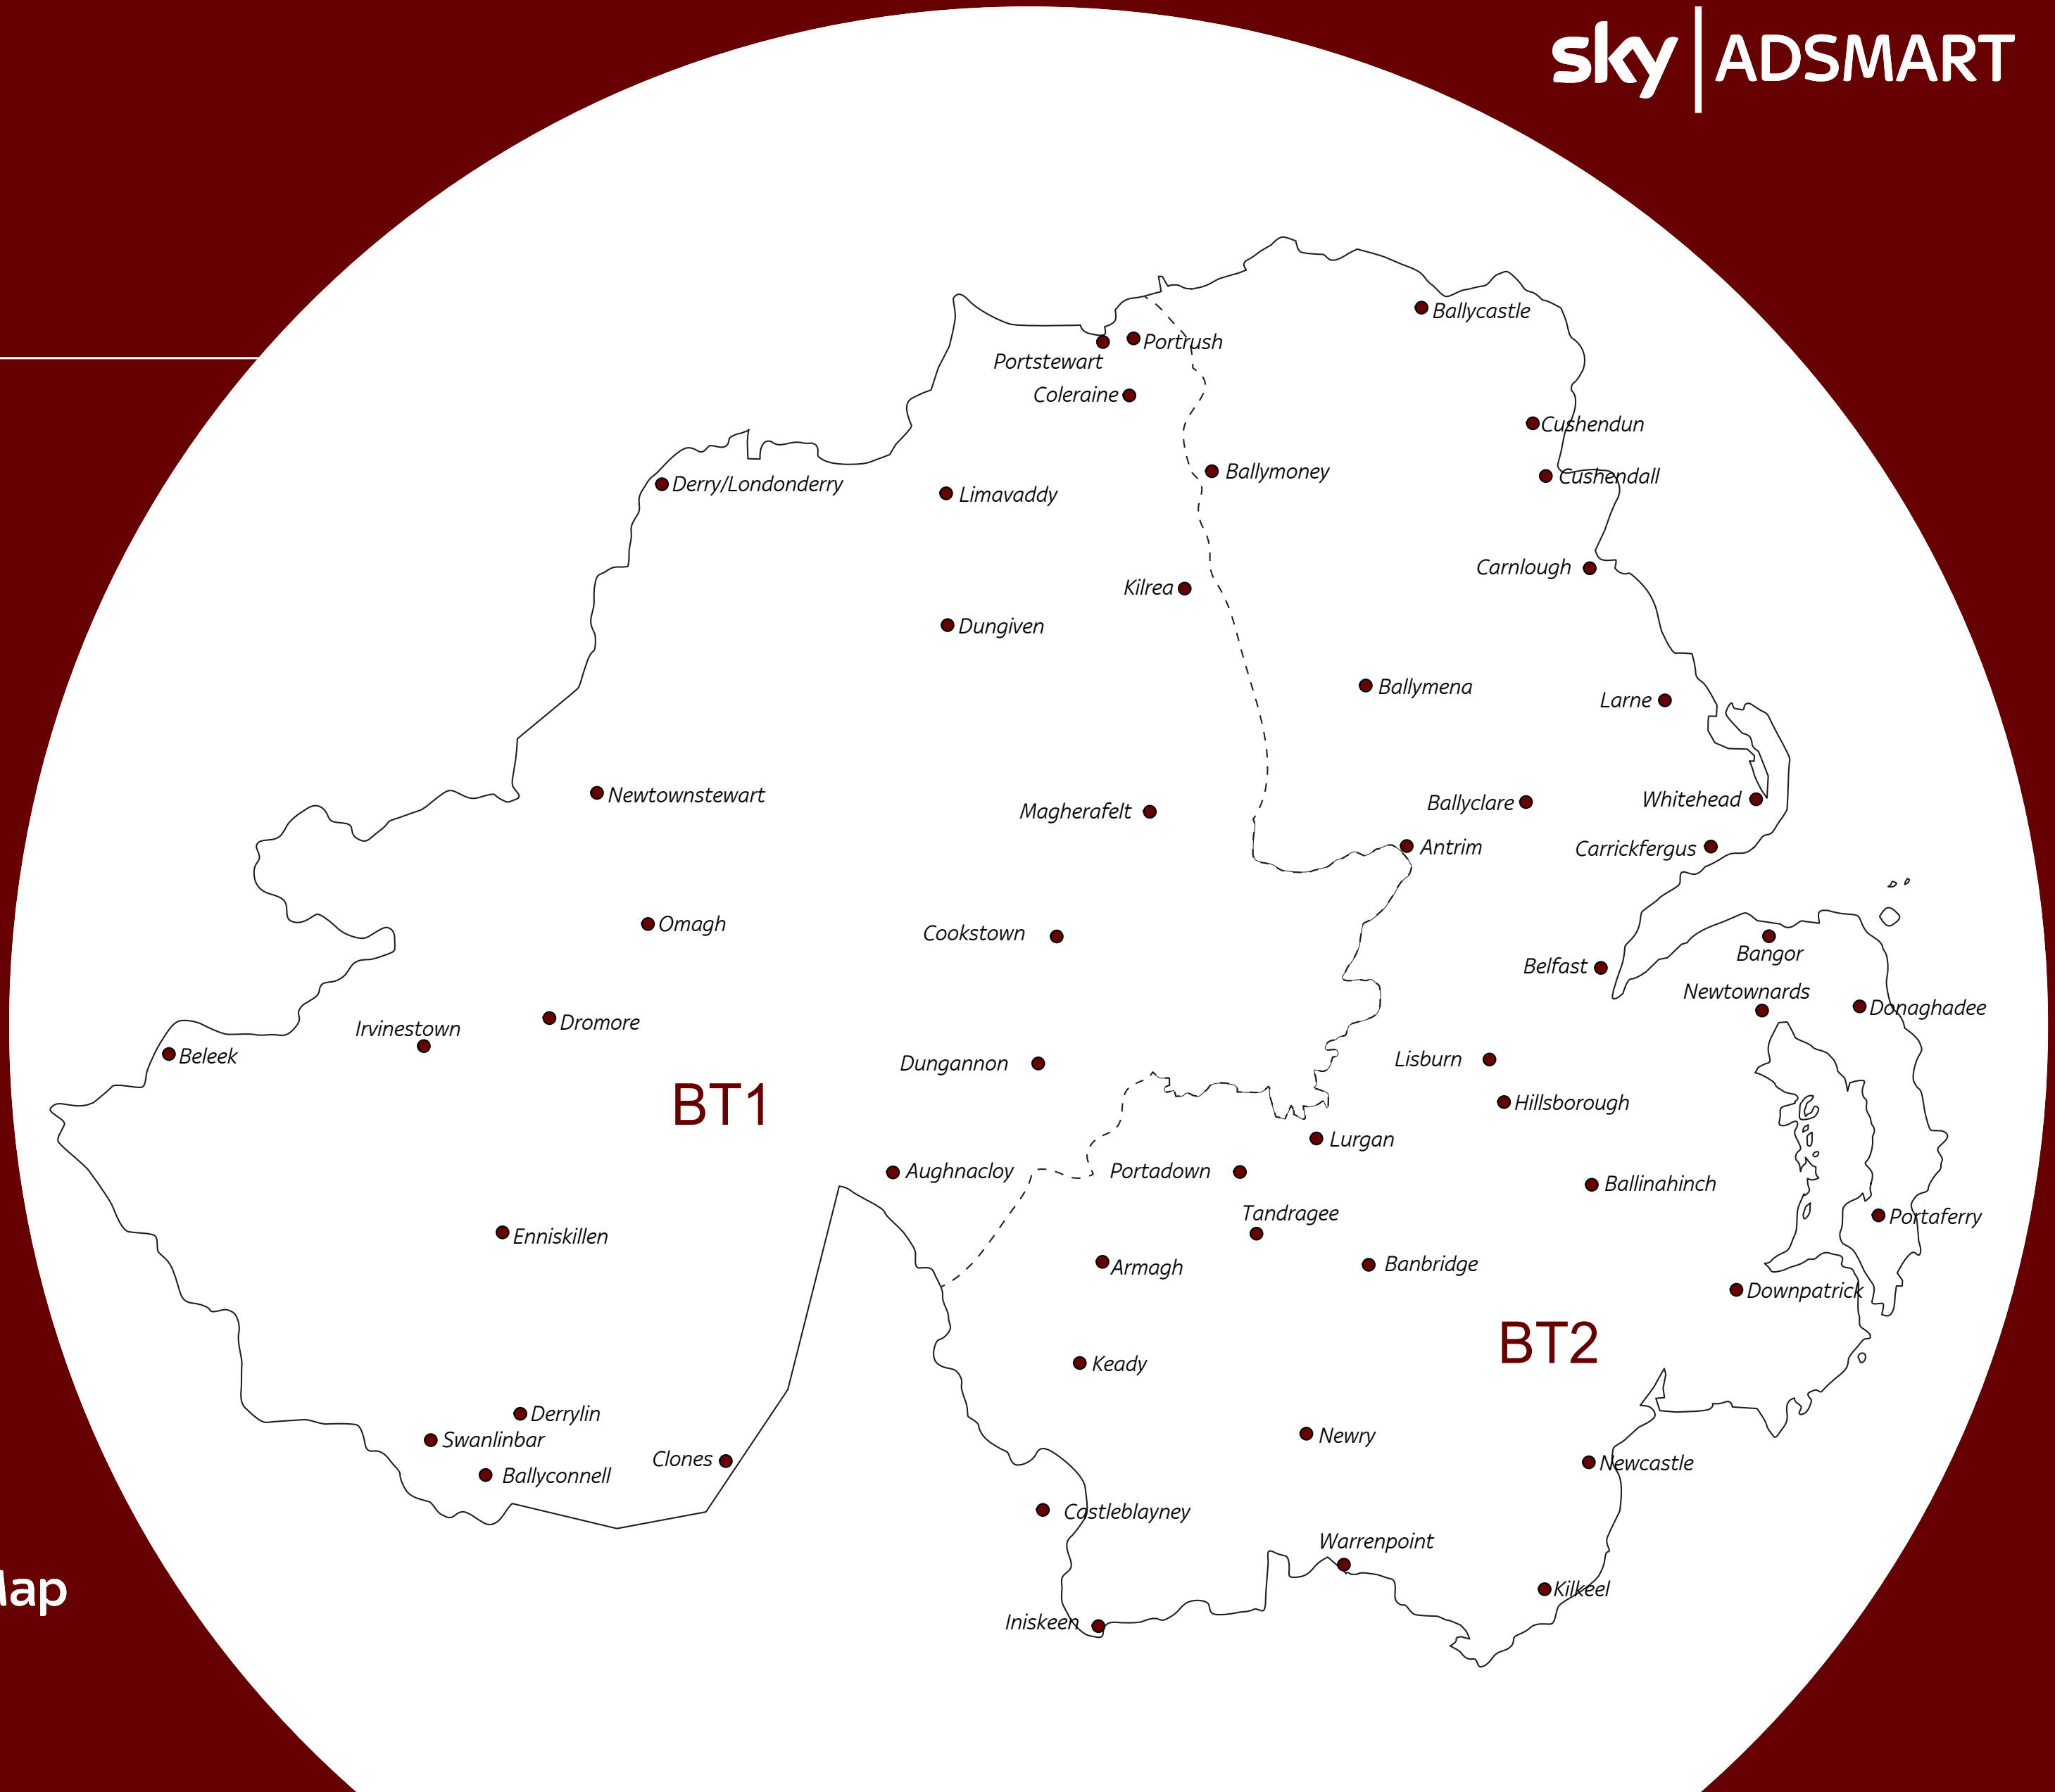 sky | ADSMART
Ballycastle
Portrush
Portstewart
Coleraine
Cushendun
Ballymoney
Cushendall
Derry/Londonderry
Limavaddy
Carnlough
Kilrea
Dungiven
Ballymena
Larne
Newtownstewart
Magherafelt
Ballyclare
Whitehead
Antrim
Carrickfergus
Omagh
Cookstown
Bangor
Belfast
Newtownards
Donaghadee
Dromore
Irvinestown
Beleek
Dungannon
Lisburn
BT1
Hillsborough
Lurgan
Aughnacloy
Portadown
Ballinahinch
Tandragee
Portaferry
Enniskillen
Armagh
Banbridge
Downpatrick
BT2
Keady
Derrylin
Swanlinbar
Newry
Clones
Newcastle
Ballyconnell
Castleblayney
Warrenpoint
Kilkeel
Iniskeen